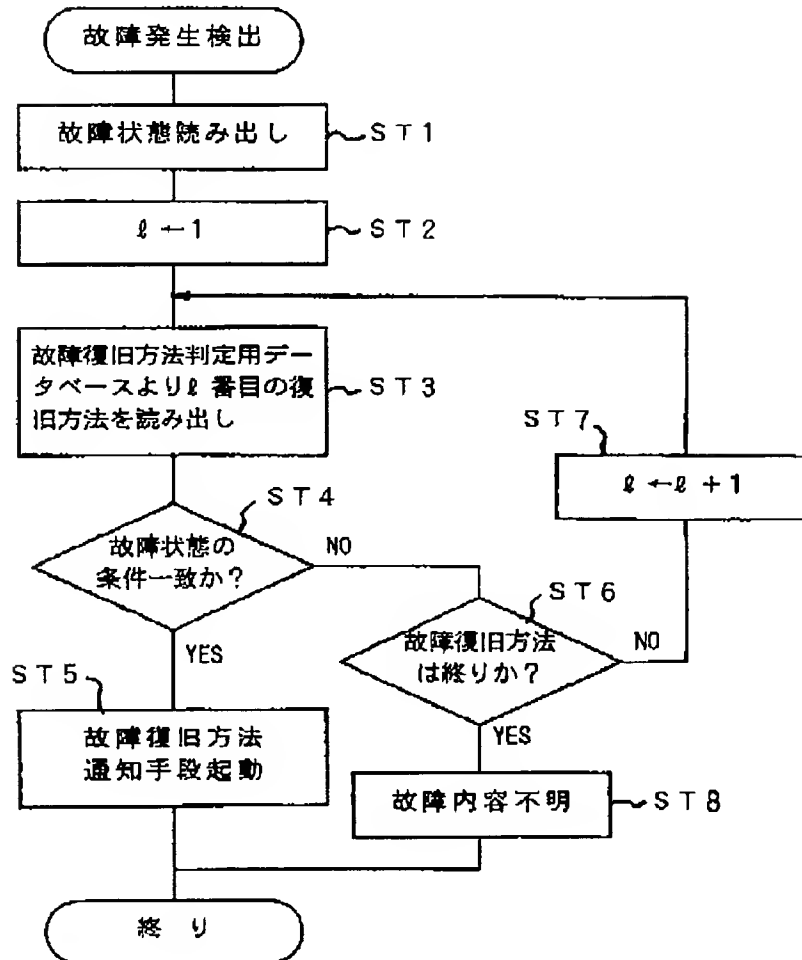 故障発生検出
故障状態読み出し
ST1
ℓ←1
ST2
故障復旧方法判定用デー
タベースよりℓ番目の復
旧方法を読み出し
ST3
ST7
ℓ←ℓ+1
ST4
故障状態の
条件一致か?
NO
YES
ST6
故障復旧方法
は終りか?
NO
YES
ST5
故障復旧方法
通知手段起動
故障内容不明
ST8
終り